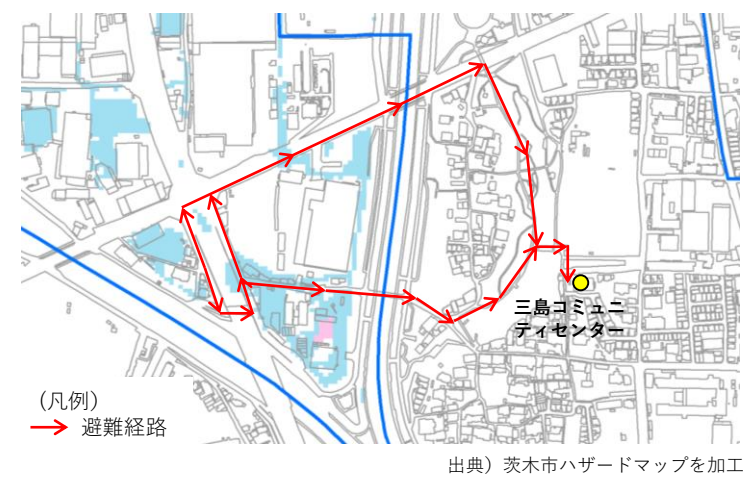 三島コミュニ
ティセンター
（凡例）
避難経路
出典）茨木市ハザードマップを加工